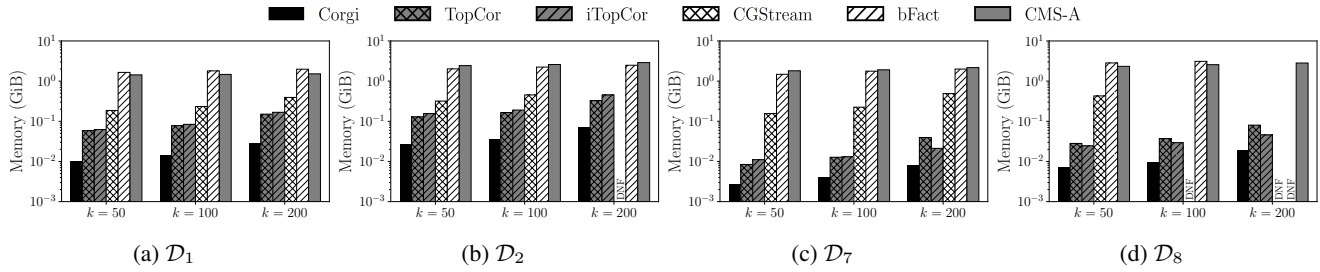 Corgi TopCor iTopCor CGStream bFact CMS-A
Memory (GiB)
10^1
10^0
10^−1
10^−2
10^−3
k = 50 k = 100 k = 200
(a) 𝒟₁
Memory (GiB)
10^1
10^0
10^−1
10^−2
10^−3
DNF
k = 50 k = 100 k = 200
(b) 𝒟₂
Memory (GiB)
10^1
10^0
10^−1
10^−2
10^−3
k = 50 k = 100 k = 200
(c) 𝒟₇
Memory (GiB)
10^1
10^0
10^−1
10^−2
10^−3
DNF
DNF
DNF
k = 50 k = 100 k = 200
(d) 𝒟₈